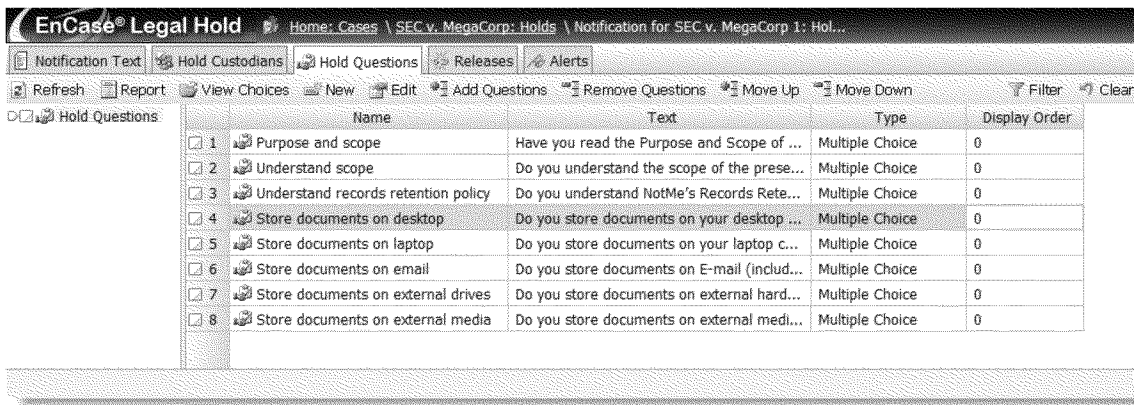 EnCase® Legal Hold Home: Cases \ SEC v. MegaCorp: Holds \ Notification for SEC v. MegaCorp 1: Hol...
Notification Text Hold Custodians Hold Questions Releases Alerts
Refresh Report View Choices New Edit Add Questions Remove Questions Move Up Move Down Filter Clear
Hold Questions
Name Text Type Display Order
1 Purpose and scope Have you read the Purpose and Scope of ... Multiple Choice 0
2 Understand scope Do you understand the scope of the prese... Multiple Choice 0
3 Understand records retention policy Do you understand NotMe's Records Rete... Multiple Choice 0
4 Store documents on desktop Do you store documents on your desktop ... Multiple Choice 0
5 Store documents on laptop Do you store documents on your laptop c... Multiple Choice 0
6 Store documents on email Do you store documents on E-mail (includ... Multiple Choice 0
7 Store documents on external drives Do you store documents on external hard... Multiple Choice 0
8 Store documents on external media Do you store documents on external medi... Multiple Choice 0